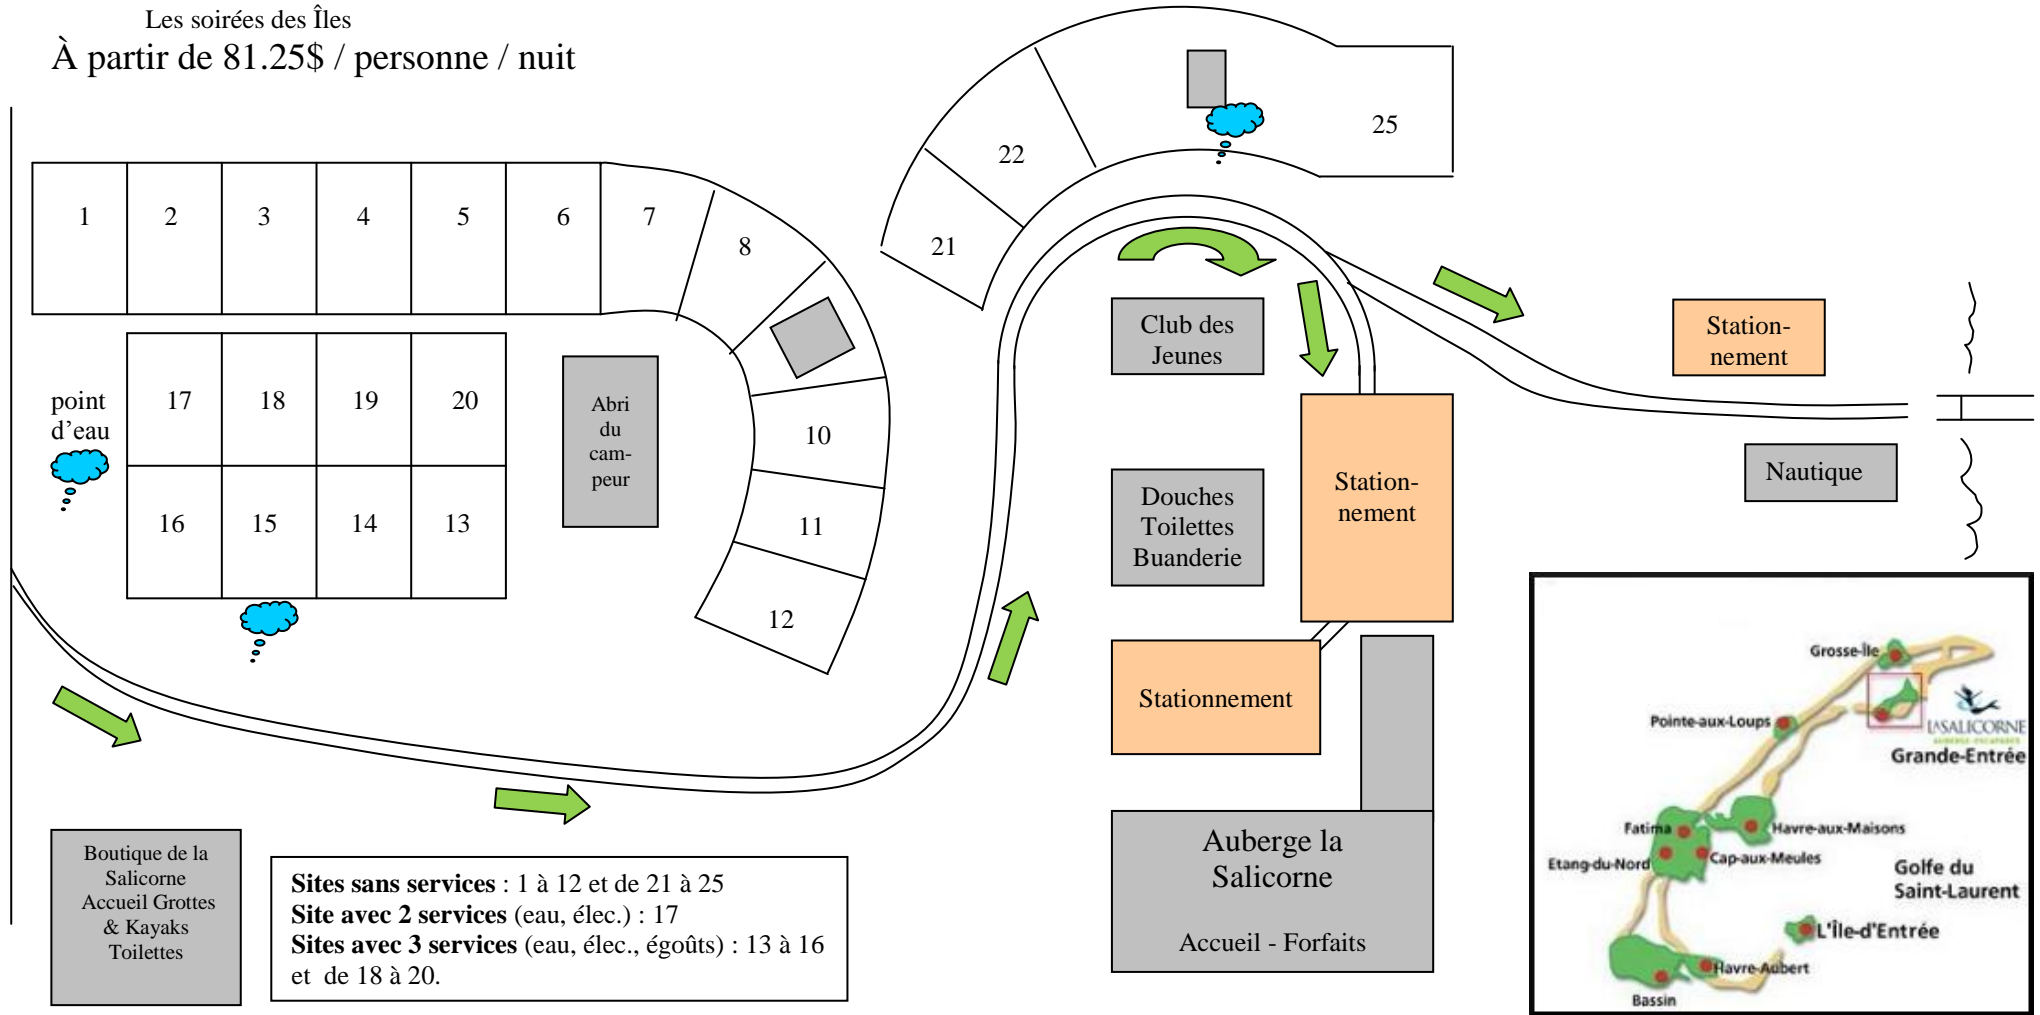 Les soirées des Îles
À partir de 81.25$ / personne / nuit
25
22
21
1
2
3
4
5
6
7
8
Club des
Jeunes
Station-
nement
point
d’eau
17
18
19
20
Abri
du
cam-
peur
10
Station-
nement
Nautique
16
15
14
13
11
Douches
Toilettes
Buanderie
12
Stationnement
Boutique de la
Salicorne
Accueil Grottes
& Kayaks
Toilettes
Sites sans services : 1 à 12 et de 21 à 25
Site avec 2 services (eau, élec.) : 17
Sites avec 3 services (eau, élec., égoûts) : 13 à 16
et de 18 à 20.
Auberge la
Salicorne
Accueil - Forfaits
Grosse-Île
Pointe-aux-Loups
LASALICORNE
Grande-Entrée
Fatima
Havre-aux-Maisons
Etang-du-Nord
Cap-aux-Meules
Golfe du
Saint-Laurent
L'Île-d'Entrée
Havre-Aubert
Bassin